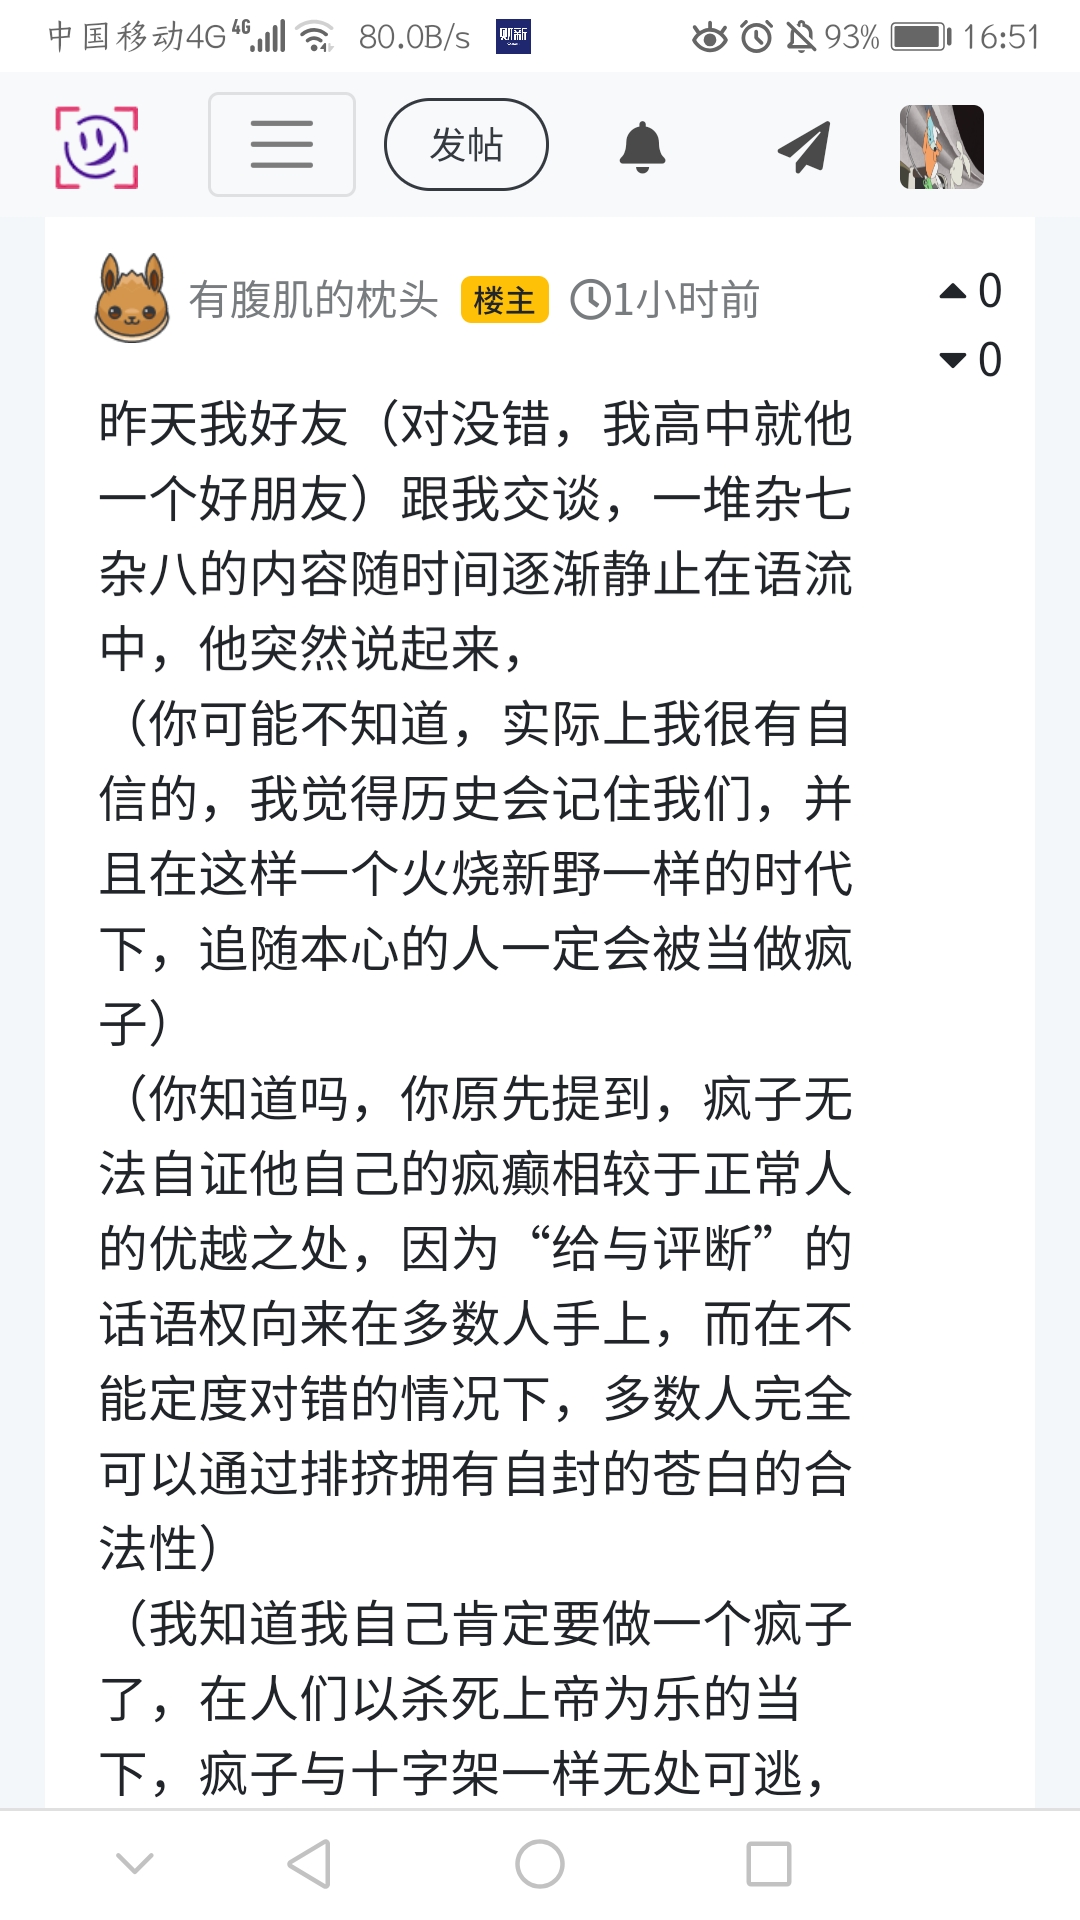 中国移动4G 4G 80.0B/s 财新 93% 16:51
发帖
有腹肌的枕头 楼主 1小时前
0
0
昨天我好友（对没错，我高中就他
一个好朋友）跟我交谈，一堆杂七
杂八的内容随时间逐渐静止在语流
中，他突然说起来，
（你可能不知道，实际上我很有自
信的，我觉得历史会记住我们，并
且在这样一个火烧新野一样的时代
下，追随本心的人一定会被当做疯
子）
（你知道吗，你原先提到，疯子无
法自证他自己的疯癫相较于正常人
的优越之处，因为“给与评断”的
话语权向来在多数人手上，而在不
能定度对错的情况下，多数人完全
可以通过排挤拥有自封的苍白的合
法性）
（我知道我自己肯定要做一个疯子
了，在人们以杀死上帝为乐的当
下，疯子与十字架一样无处可逃，